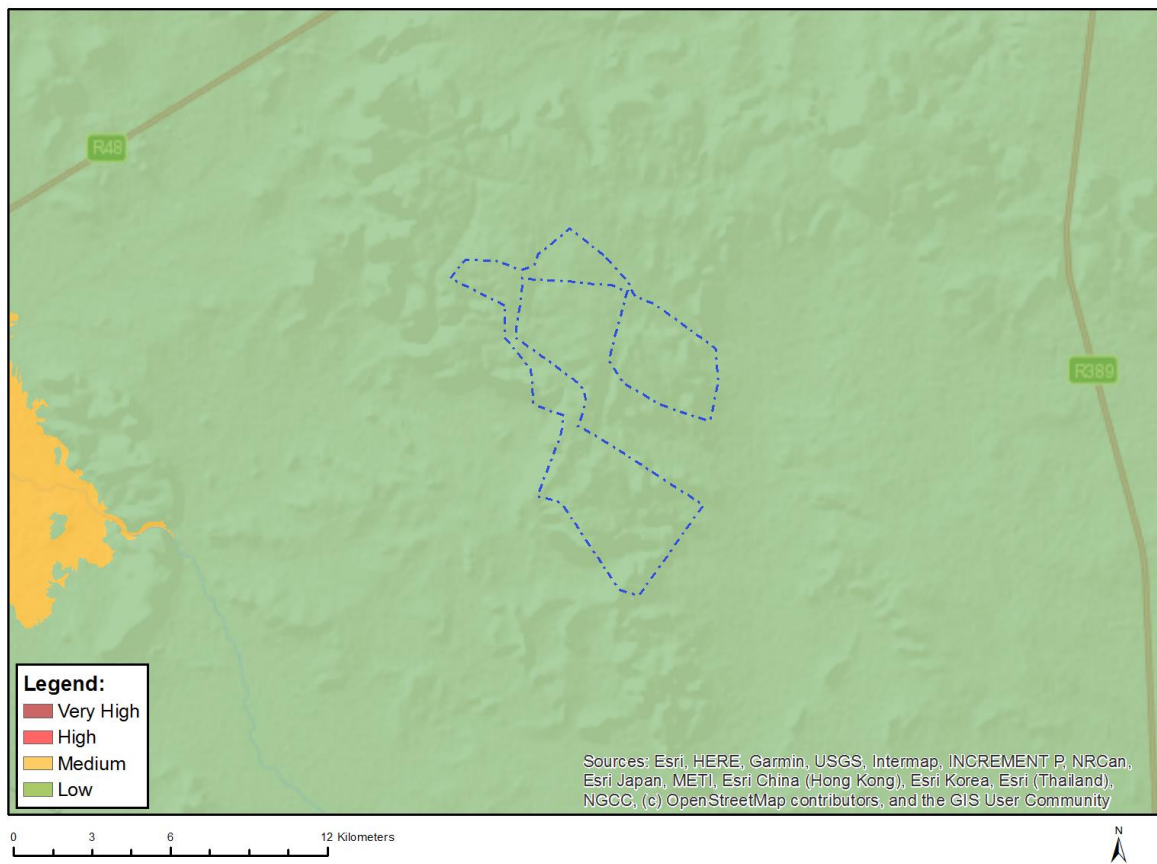 R48
R389
Legend:
Very High
High
Medium
Low
Sources: Esri, HERE, Garmin, USGS, Intermap, INCREMENT P, NRCan,
Esri Japan, METI, Esri China (Hong Kong), Esri Korea, Esri (Thailand),
NGCC, (c) OpenStreetMap contributors, and the GIS User Community
0 3 6 12 Kilometers
N